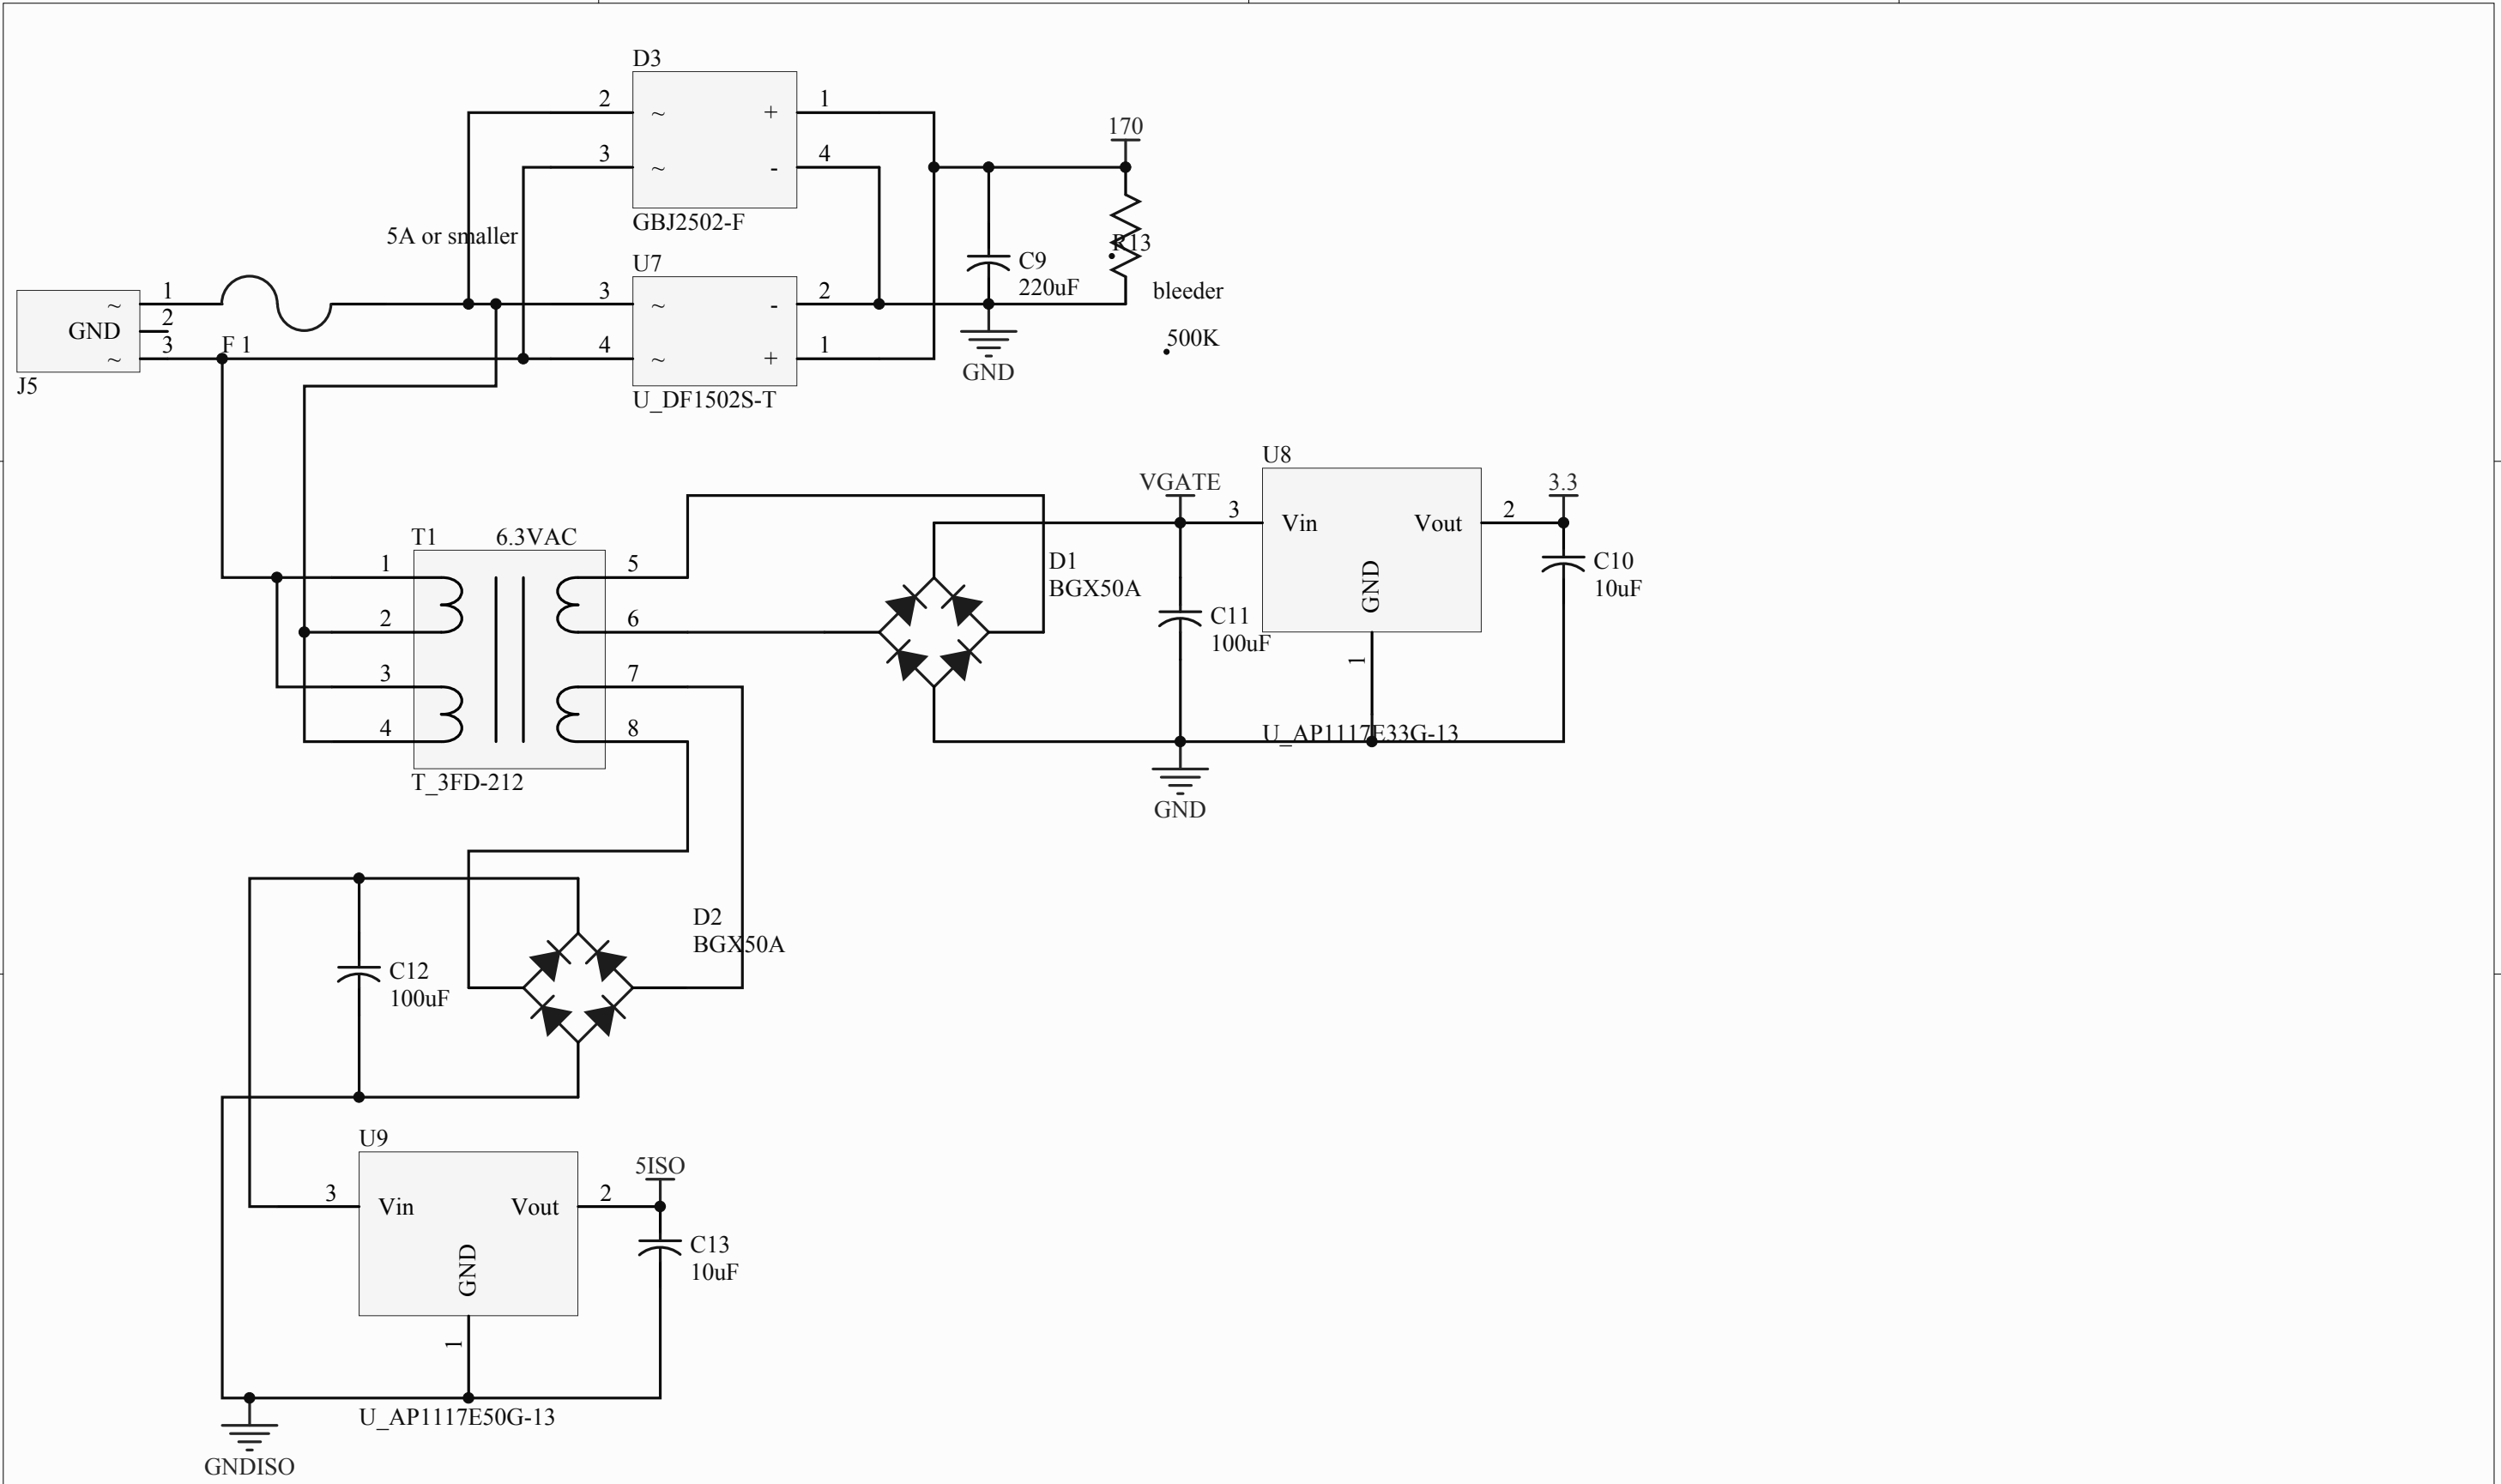 D3
2
~
+
1
3
~
-
4
GBJ2502-F
170
R13
C9
220uF
bleeder
500K
GND
5A or smaller
U7
3
~
-
2
4
~
+
1
U_DF1502S-T
~
1
GND
2
~
3
J5
F 1
T1
6.3VAC
1
5
2
6
3
7
4
8
T_3FD-212
D1
BGX50A
VGATE
C11
100uF
U8
3
Vin
Vout
2
GND
1
U_AP1117E33G-13
3.3
C10
10uF
GND
D2
BGX50A
C12
100uF
U9
3
Vin
Vout
2
GND
1
U_AP1117E50G-13
5ISO
C13
10uF
GNDISO